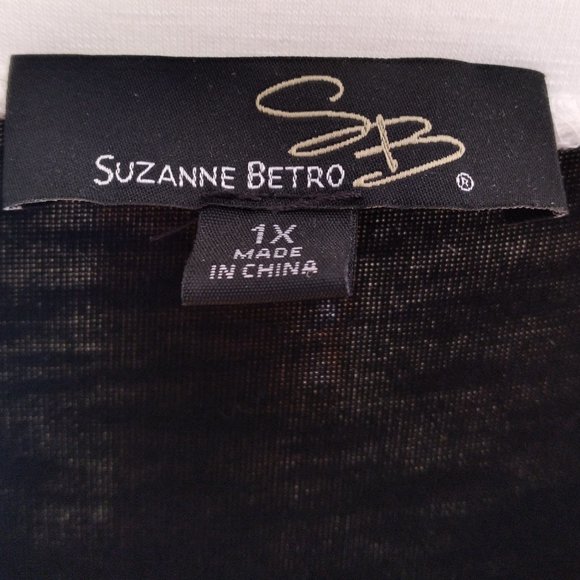 SB
SUZANNE BETRO ®
1X
MADE
IN CHINA